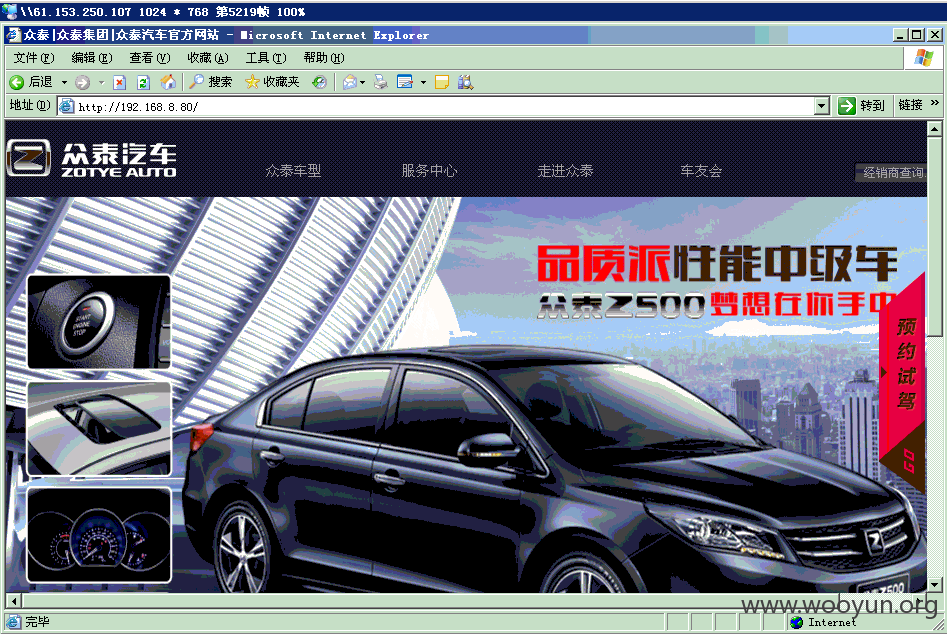 \\61.153.250.107 1024 * 768 第5219帧 100%
众泰|众泰集团|众泰汽车官方网站 - Microsoft Internet Explorer
文件(F) 编辑(E) 查看(V) 收藏(A) 工具(T) 帮助(H)
后退 搜索 收藏夹
地址(D) http://192.168.8.80/ 转到 链接 »
众泰汽车
ZOTYE AUTO
众泰车型 服务中心 走进众泰 车友会 经销商查询
品质派性能中级车
众泰Z500梦想在你手中
START
ENGINE
STOP
预约试驾
GO
Z500
www.wooyun.org
完毕 Internet